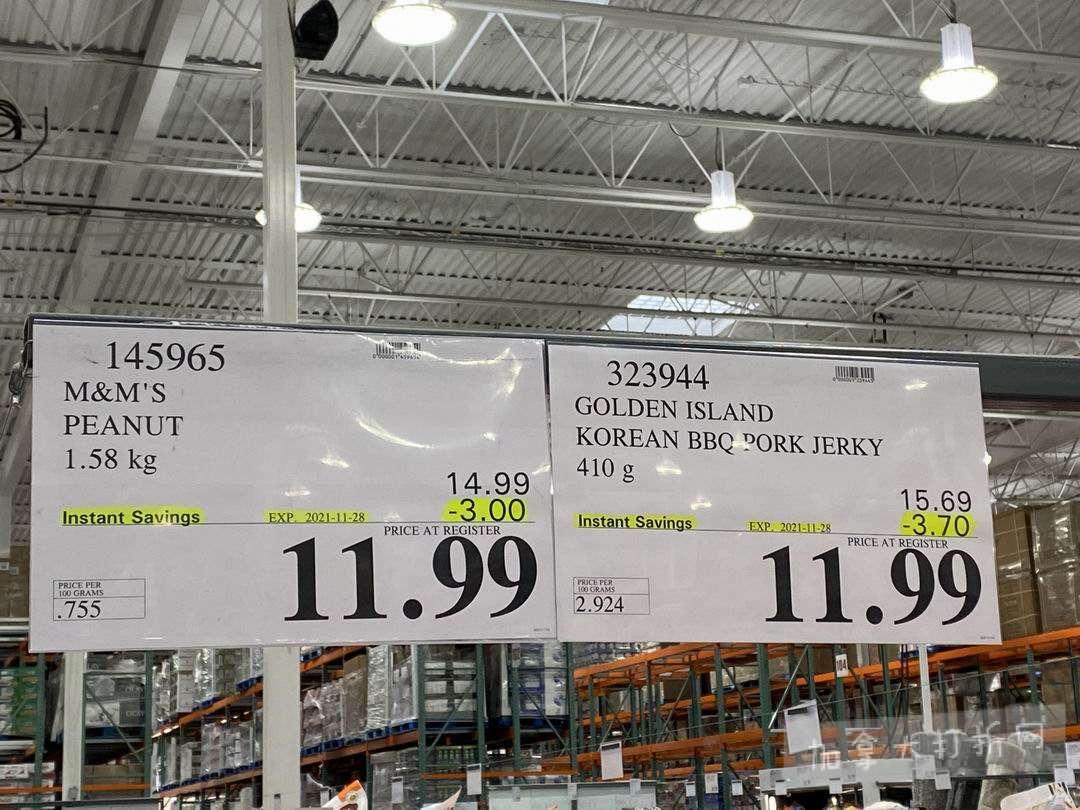 145965
M&M'S
PEANUT
1.58 kg
14.99
Instant Savings EXP. 2021-11-28 -3.00
PRICE AT REGISTER
11.99
PRICE PER
100 GRAMS
.755
323944
GOLDEN ISLAND
KOREAN BBQ PORK JERKY
410 g
15.69
Instant Savings EXP. 2021-11-28 -3.70
PRICE AT REGISTER
11.99
PRICE PER
100 GRAMS
2.924
104
加拿大打折网